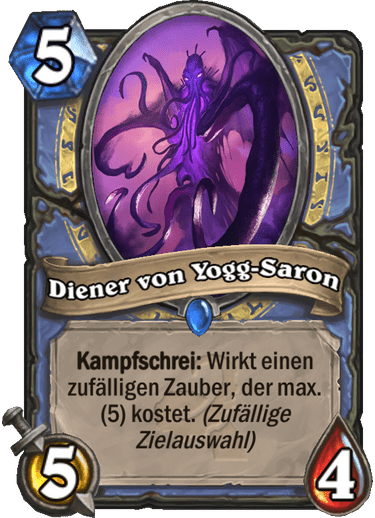 5
Diener von Yogg-Saron
Kampfschrei: Wirkt einen
zufälligen Zauber, der max.
(5) kostet. (Zufällige
Zielauswahl)
5
4